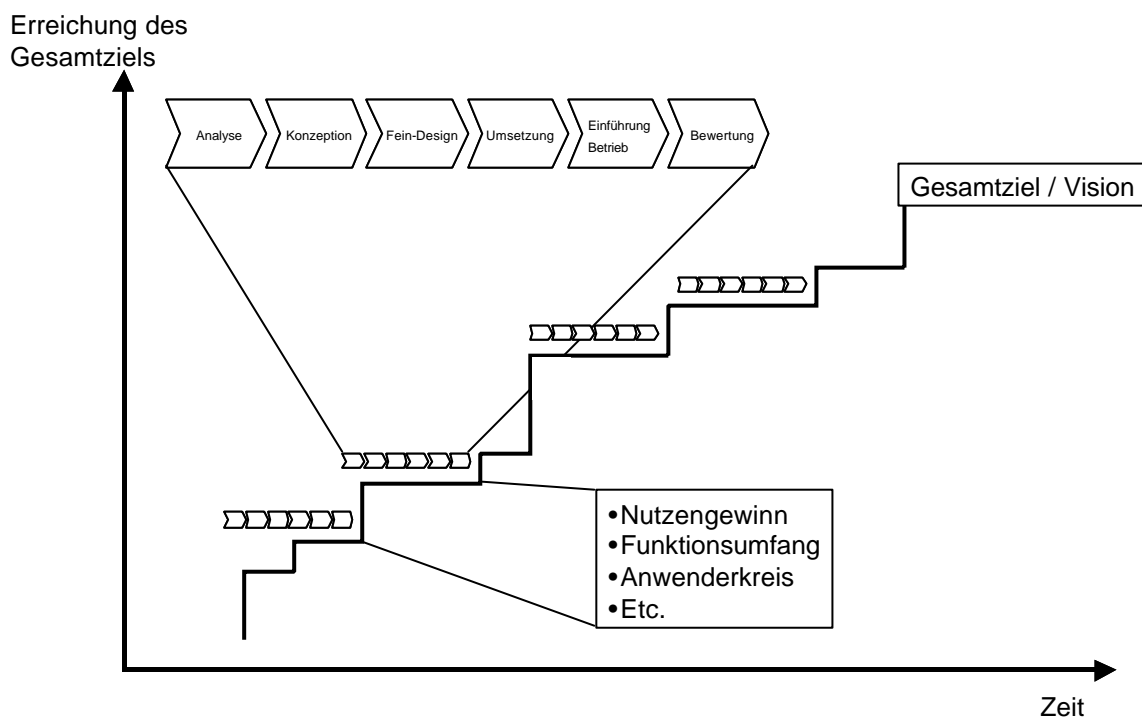 Erreichung des
Gesamtziels
Analyse
Konzeption
Fein-Design
Umsetzung
Einführung
Betrieb
Bewertung
Gesamtziel / Vision
•Nutzengewinn
•Funktionsumfang
•Anwenderkreis
•Etc.
Zeit